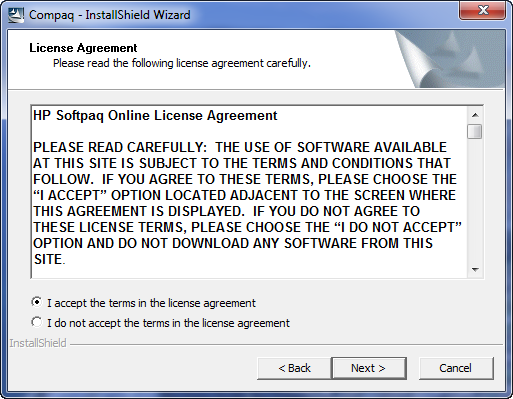 Compaq - InstallShield Wizard
License Agreement
Please read the following license agreement carefully.
HP Softpaq Online License Agreement
PLEASE READ CAREFULLY:  THE USE OF SOFTWARE AVAILABLE
AT THIS SITE IS SUBJECT TO THE TERMS AND CONDITIONS THAT
FOLLOW.  IF YOU AGREE TO THESE TERMS, PLEASE CHOOSE THE
“I ACCEPT” OPTION LOCATED ADJACENT TO THE SCREEN WHERE
THIS AGREEMENT IS DISPLAYED.  IF YOU DO NOT AGREE TO
THESE LICENSE TERMS, PLEASE CHOOSE THE “I DO NOT ACCEPT”
OPTION AND DO NOT DOWNLOAD ANY SOFTWARE FROM THIS
SITE.
I accept the terms in the license agreement
I do not accept the terms in the license agreement
InstallShield
< Back
Next >
Cancel